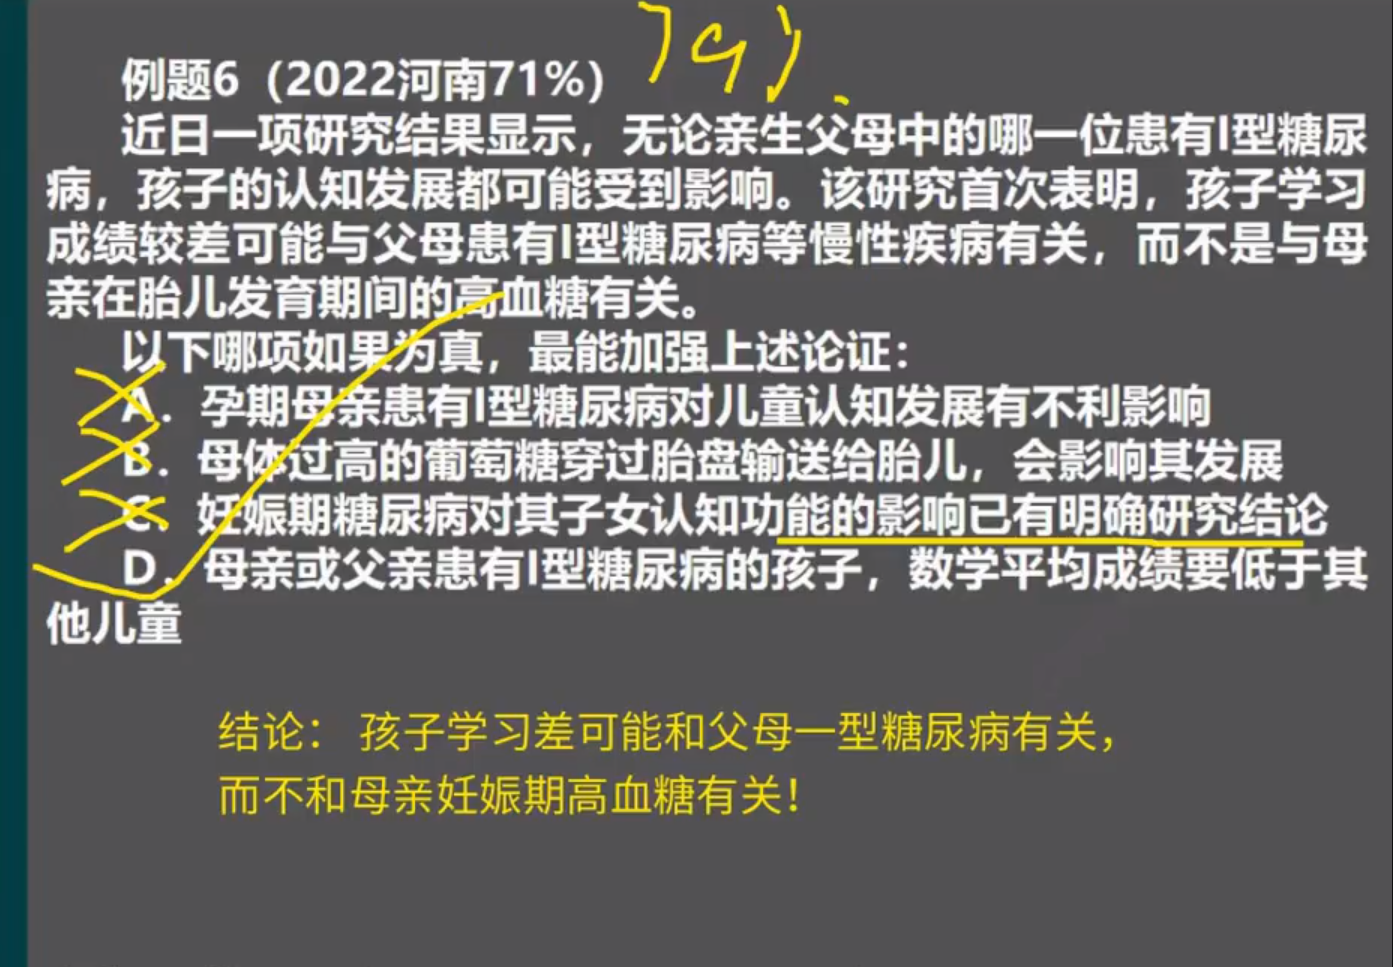 例题6（2022河南71%）
近日一项研究结果显示，无论亲生父母中的哪一位患有I型糖尿
病，孩子的认知发展都可能受到影响。该研究首次表明，孩子学习
成绩较差可能与父母患有I型糖尿病等慢性疾病有关，而不是与母
亲在胎儿发育期间的高血糖有关。
以下哪项如果为真，最能加强上述论证：
A．孕期母亲患有I型糖尿病对儿童认知发展有不利影响
B．母体过高的葡萄糖穿过胎盘输送给胎儿，会影响其发展
C．妊娠期糖尿病对其子女认知功能的影响已有明确研究结论
D．母亲或父亲患有I型糖尿病的孩子，数学平均成绩要低于其
他儿童
结论： 孩子学习差可能和父母一型糖尿病有关，
而不和母亲妊娠期高血糖有关！